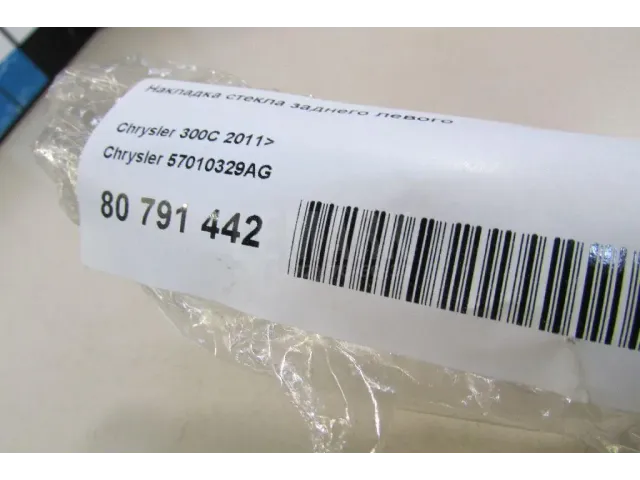 Накладка стекла заднего левого
Chrysler 300C 2011>
Chrysler 57010329AG
80 791 442